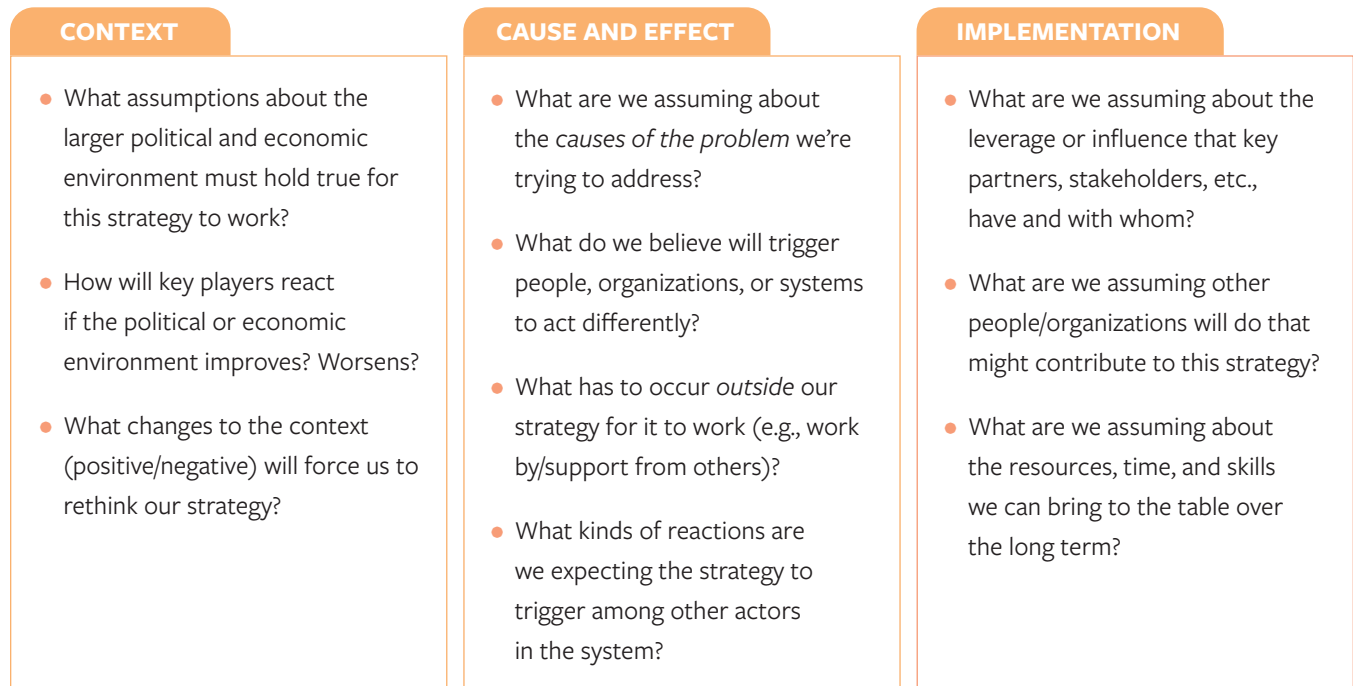 CONTEXT
• What assumptions about the
larger political and economic
environment must hold true for
this strategy to work?
• How will key players react
if the political or economic
environment improves? Worsens?
• What changes to the context
(positive/negative) will force us to
rethink our strategy?
CAUSE AND EFFECT
• What are we assuming about
the causes of the problem we’re
trying to address?
• What do we believe will trigger
people, organizations, or systems
to act differently?
• What has to occur outside our
strategy for it to work (e.g., work
by/support from others)?
• What kinds of reactions are
we expecting the strategy to
trigger among other actors
in the system?
IMPLEMENTATION
• What are we assuming about the
leverage or influence that key
partners, stakeholders, etc.,
have and with whom?
• What are we assuming other
people/organizations will do that
might contribute to this strategy?
• What are we assuming about
the resources, time, and skills
we can bring to the table over
the long term?